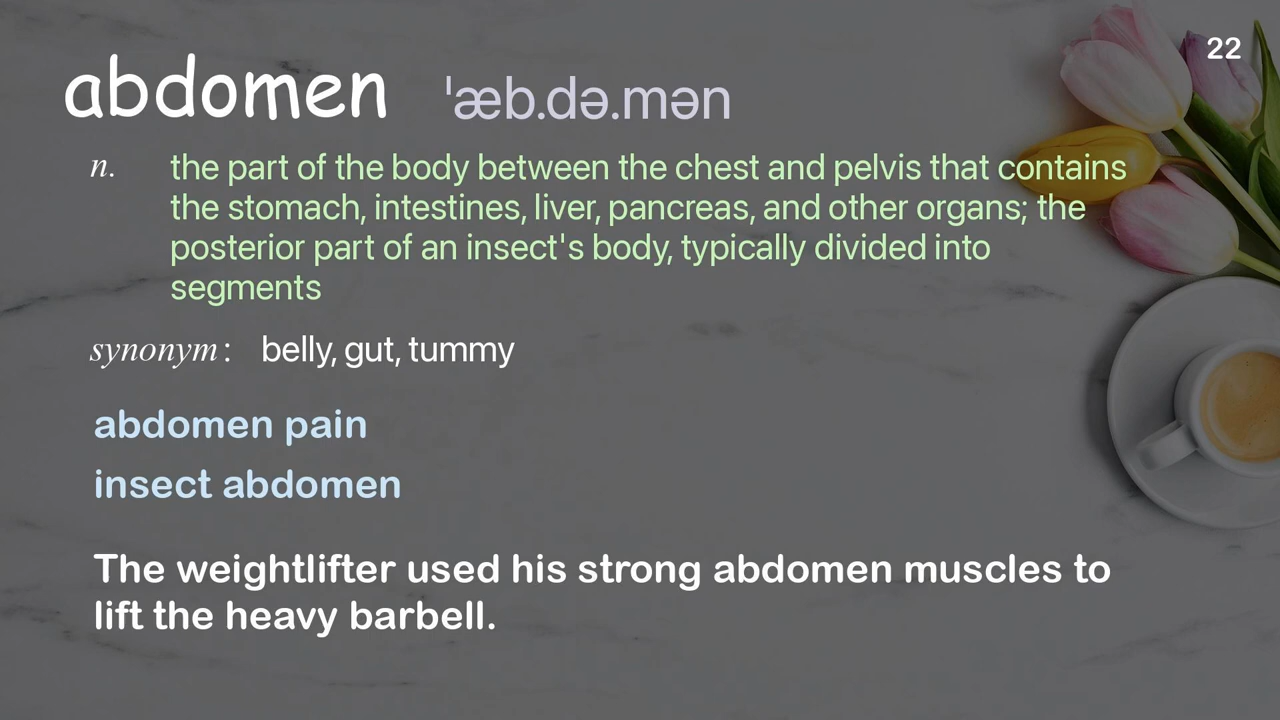 22
abdomen ˈæb.də.mən
n. the part of the body between the chest and pelvis that contains
the stomach, intestines, liver, pancreas, and other organs; the
posterior part of an insect's body, typically divided into
segments
synonym: belly, gut, tummy
abdomen pain
insect abdomen
The weightlifter used his strong abdomen muscles to
lift the heavy barbell.